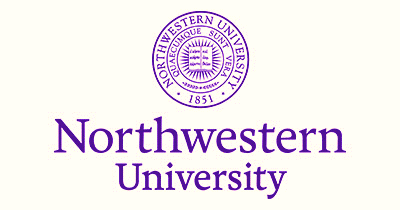 NORTHWESTERN UNIVERSITY
QUAECUMQUE SUNT VERA
• 1851 •
Northwestern
University